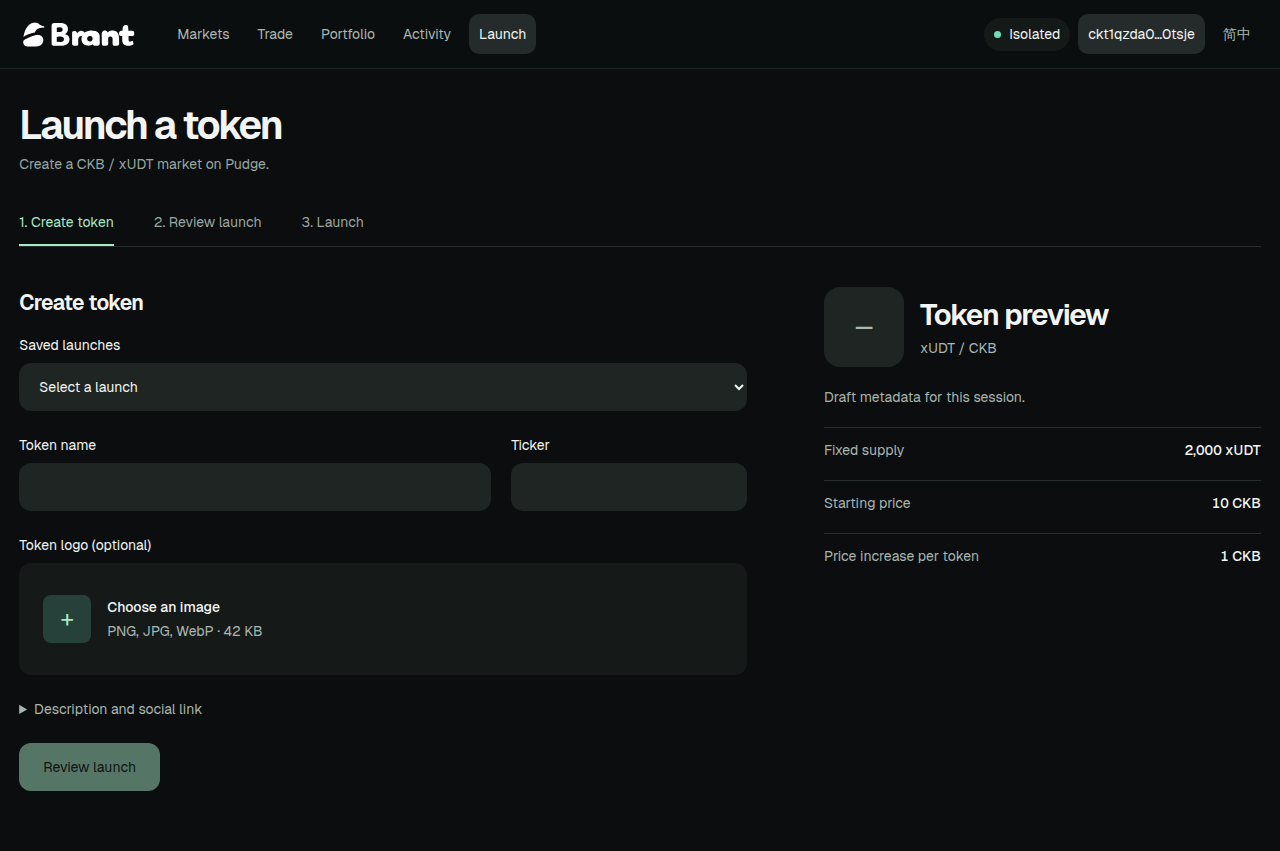 Brant
Markets
Trade
Portfolio
Activity
Launch
Isolated
ckt1qzda0…0tsje
简中
Launch a token
Create a CKB / xUDT market on Pudge.
1. Create token
2. Review launch
3. Launch
Create token
Saved launches
Select a launch
Token name
Ticker
Token logo (optional)
+
Choose an image
PNG, JPG, WebP · 42 KB
Description and social link
Review launch
—
Token preview
xUDT / CKB
Draft metadata for this session.
Fixed supply 2,000 xUDT
Starting price 10 CKB
Price increase per token 1 CKB